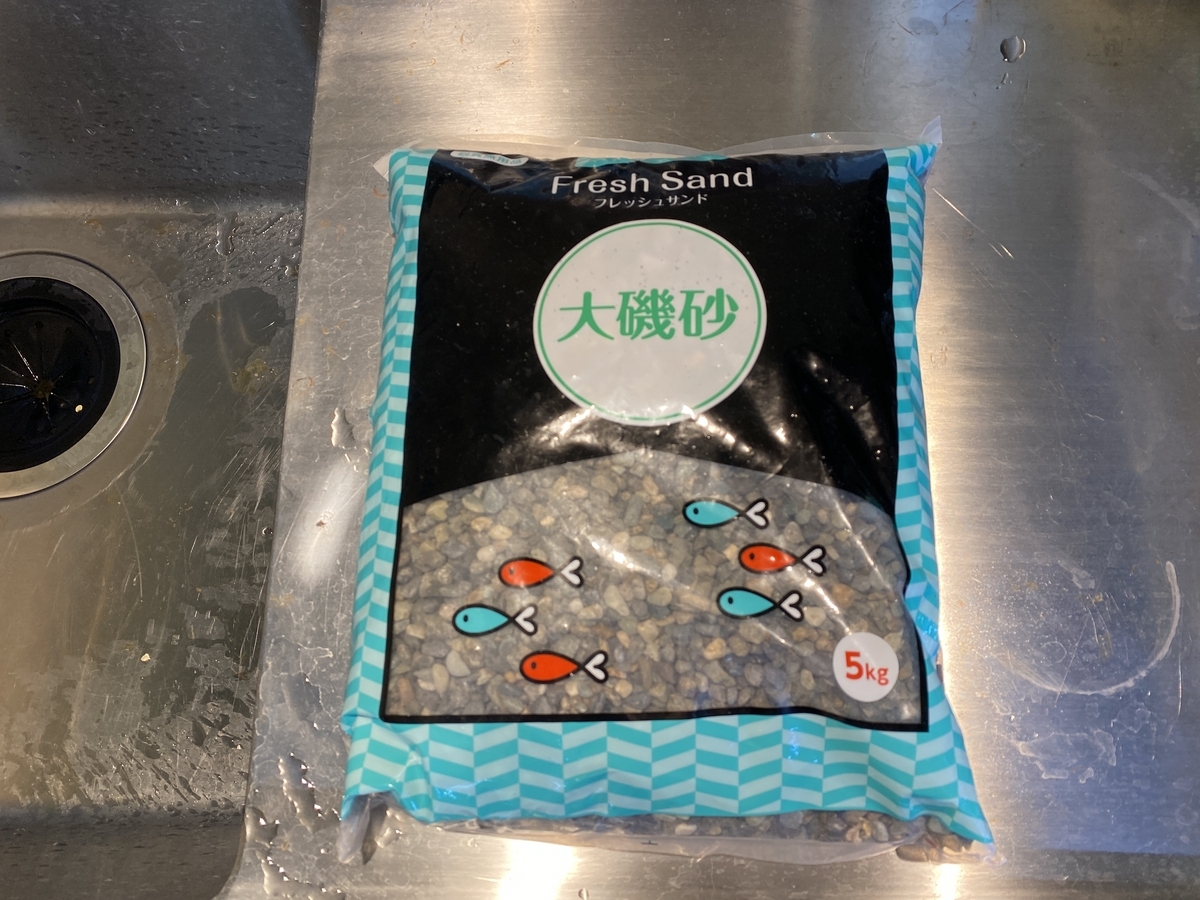 Fresh Sand
フレッシュサンド
大磯砂
5kg